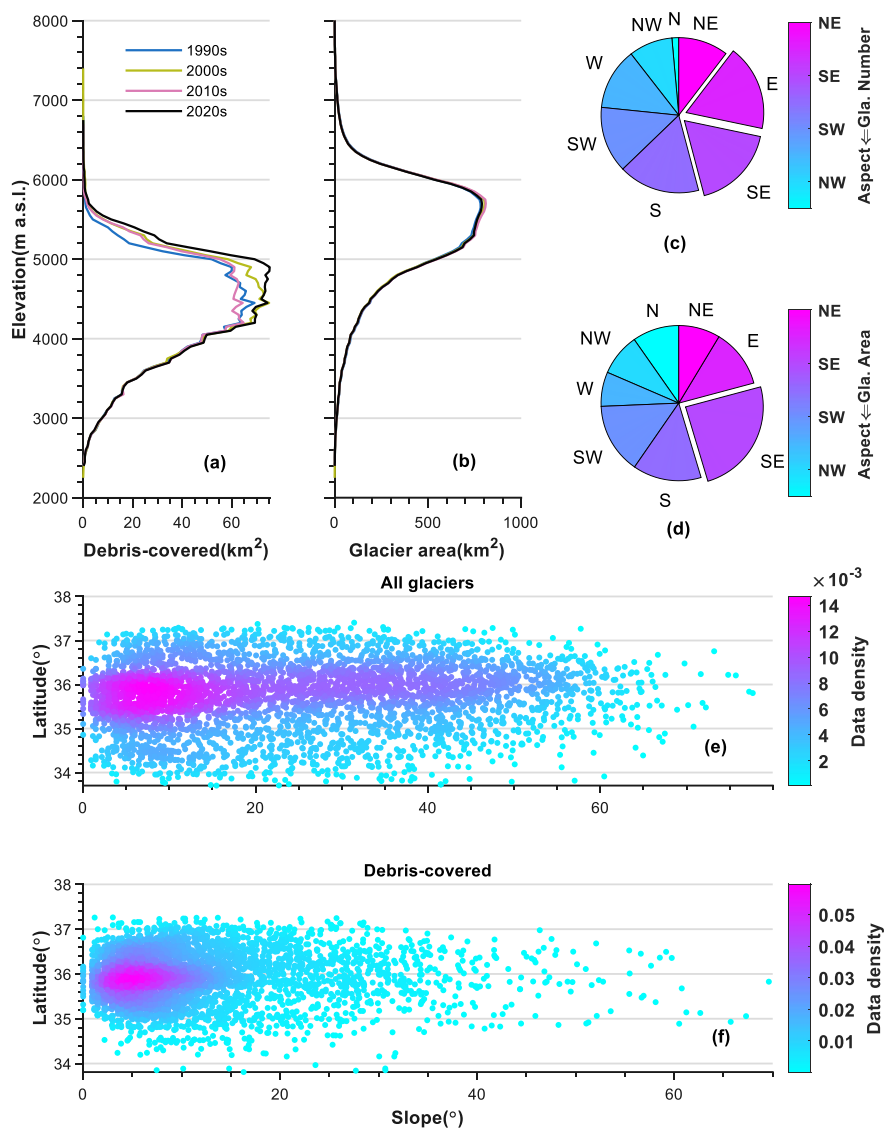 8000
7000
6000
5000
4000
3000
2000
Elevation(m a.s.l.)
1990s
2000s
2010s
2020s
(a)
0 20 40 60
Debris-covered(km²)
(b)
0 500 1000
Glacier area(km²)
N
NE
E
SE
S
SW
W
NW
(c)
NE
SE
SW
NW
Aspect⇐Gla. Number
N
NE
E
SE
S
SW
W
NW
(d)
NE
SE
SW
NW
Aspect⇐Gla. Area
All glaciers
38
37
36
35
34
Latitude(°)
0 20 40 60
(e)
×10⁻³
14
12
10
8
6
4
2
Data density
Debris-covered
38
37
36
35
34
Latitude(°)
0 20 40 60
Slope(°)
(f)
0.05
0.04
0.03
0.02
0.01
Data density